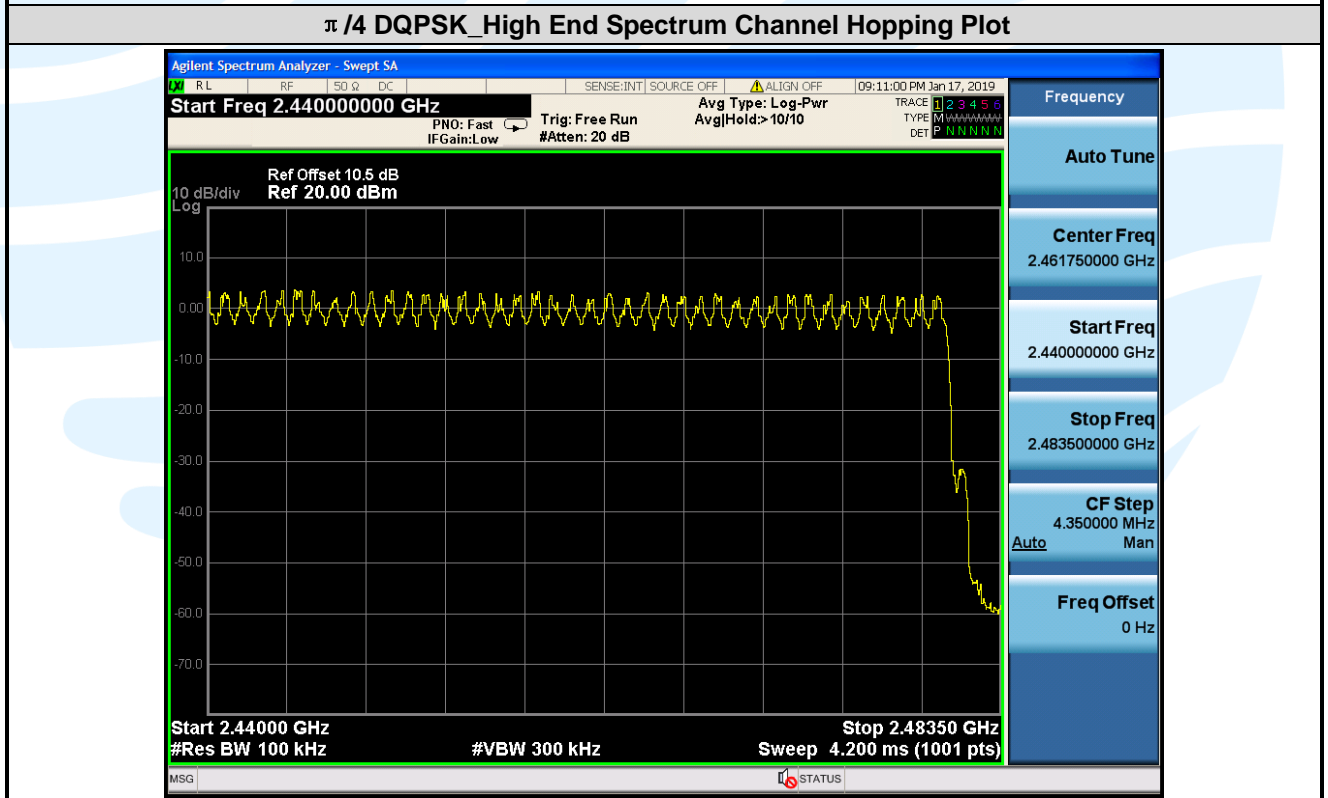 π/4 DQPSK_High End Spectrum Channel Hopping Plot
Agilent Spectrum Analyzer - Swept SA
LXI RL RF 50 Ω DC SENSE:INT SOURCE OFF ALIGN OFF 09:11:00 PM Jan 17, 2019
Start Freq 2.440000000 GHz
PNO: Fast
IFGain:Low
Trig: Free Run
#Atten: 20 dB
Avg Type: Log-Pwr
Avg|Hold:>10/10
TRACE 1 2 3 4 5 6
TYPE M WWWWW
DET P N N N N N
Ref Offset 10.5 dB
10 dB/div Ref 20.00 dBm
Log
10.0
0.00
-10.0
-20.0
-30.0
-40.0
-50.0
-60.0
-70.0
Start 2.44000 GHz Stop 2.48350 GHz
#Res BW 100 kHz #VBW 300 kHz Sweep 4.200 ms (1001 pts)
MSG STATUS
Frequency
Auto Tune
Center Freq
2.461750000 GHz
Start Freq
2.440000000 GHz
Stop Freq
2.483500000 GHz
CF Step
4.350000 MHz
Auto Man
Freq Offset
0 Hz